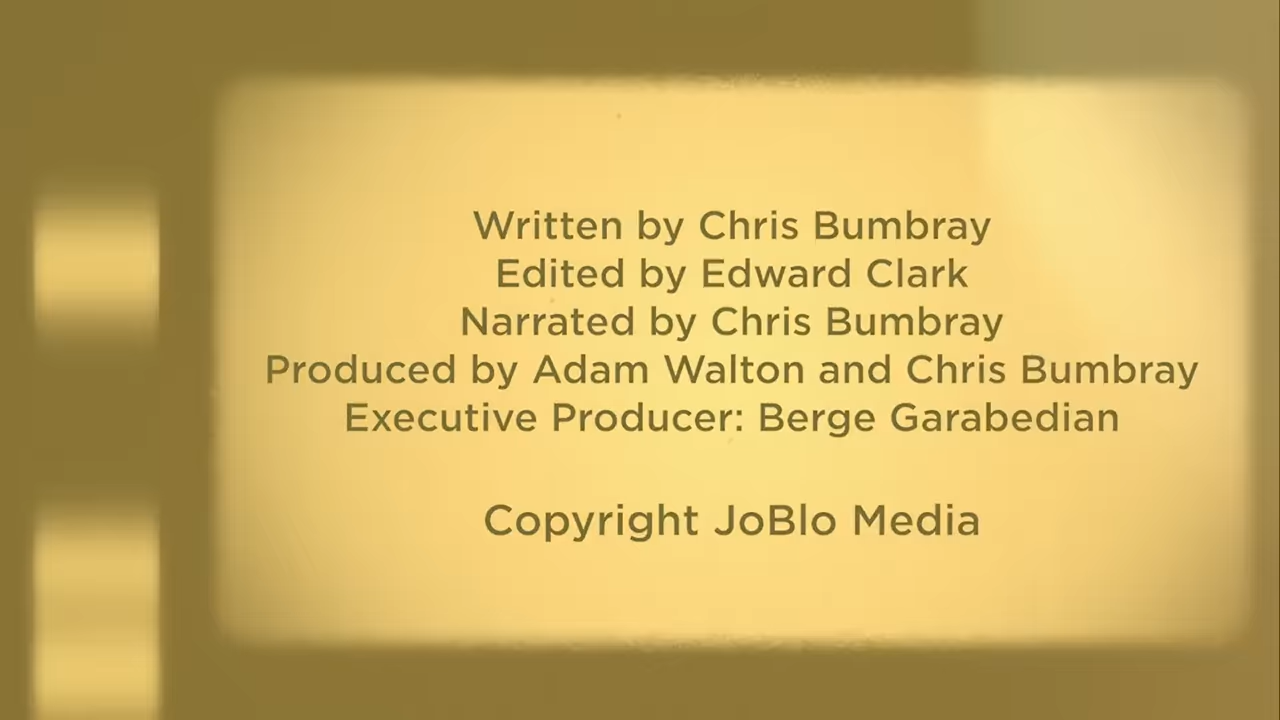 Written by Chris Bumbray
Edited by Edward Clark
Narrated by Chris Bumbray
Produced by Adam Walton and Chris Bumbray
Executive Producer: Berge Garabedian
Copyright JoBlo Media